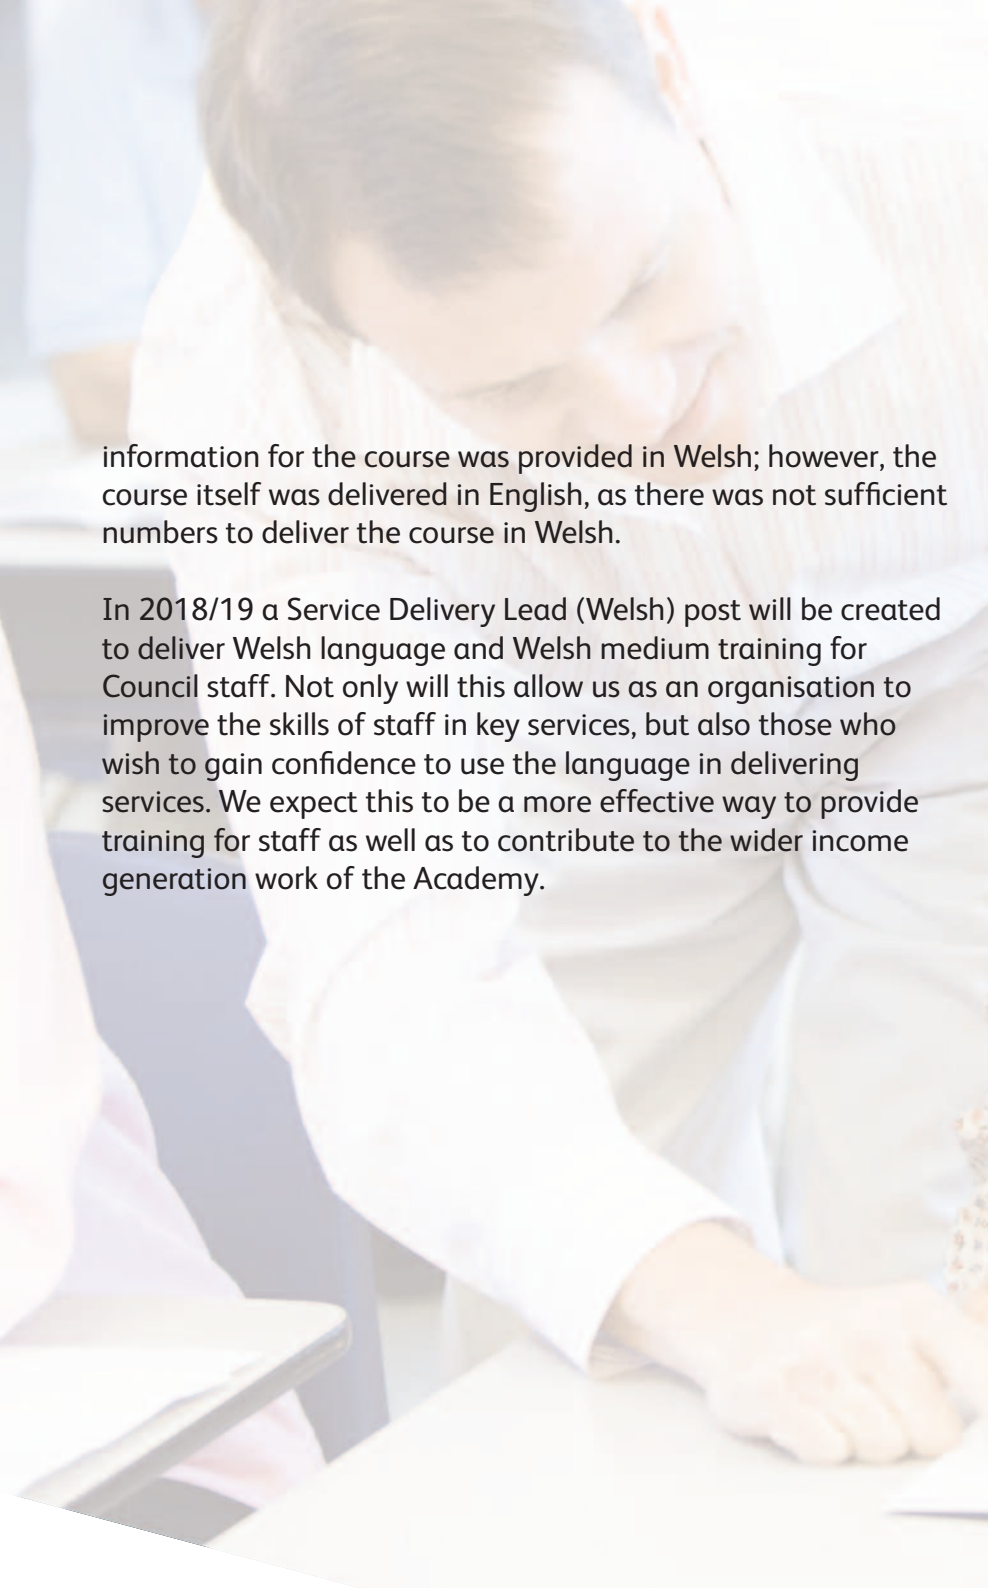 information for the course was provided in Welsh; however, the
course itself was delivered in English, as there was not sufficient
numbers to deliver the course in Welsh.
In 2018/19 a Service Delivery Lead (Welsh) post will be created
to deliver Welsh language and Welsh medium training for
Council staff. Not only will this allow us as an organisation to
improve the skills of staff in key services, but also those who
wish to gain confidence to use the language in delivering
services. We expect this to be a more effective way to provide
training for staff as well as to contribute to the wider income
generation work of the Academy.